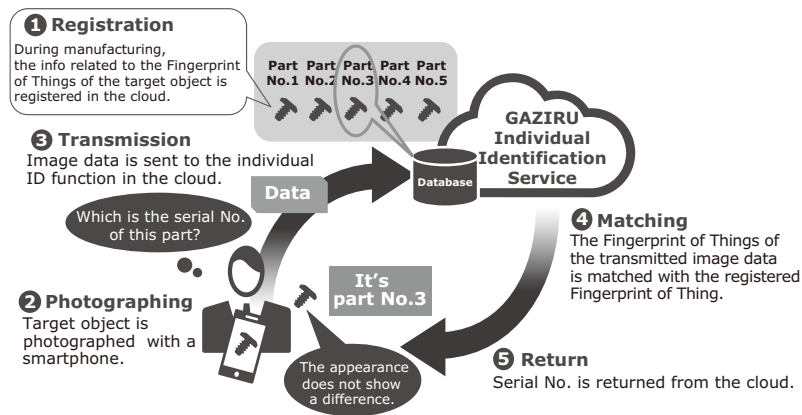 1 Registration
During manufacturing,
the info related to the Fingerprint
of Things of the target object is
registered in the cloud.
Part Part Part Part Part
No.1 No.2 No.3 No.4 No.5
GAZIRU
Individual
Identification
Service
Database
3 Transmission
Image data is sent to the individual
ID function in the cloud.
Data
Which is the serial No.
of this part?
4 Matching
The Fingerprint of Things of
the transmitted image data
is matched with the registered
Fingerprint of Thing.
2 Photographing
Target object is
photographed with a
smartphone.
It's
part No.3
The appearance
does not show
a difference.
5 Return
Serial No. is returned from the cloud.